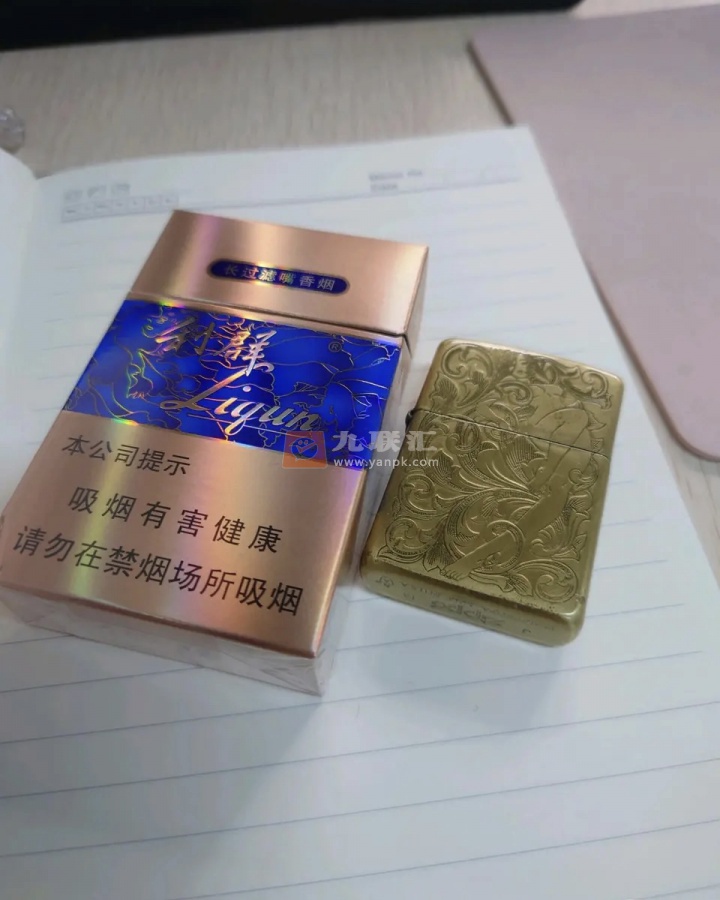 长过滤嘴香烟
利群
®
Liqun
本公司提示
吸烟有害健康
请勿在禁烟场所吸烟
九联汇
www.yanpk.com